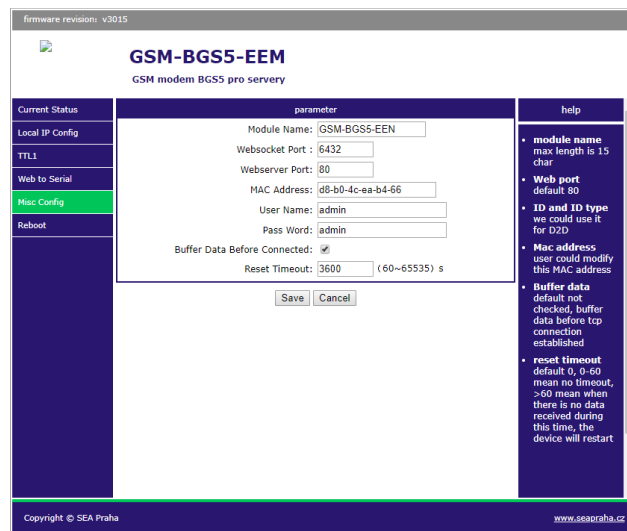 firmware revision: v3015
GSM-BGS5-EEM
GSM modem BGS5 pro servery
Current Status
Local IP Config
TTL1
Web to Serial
Misc Config
Reboot
parameter
Module Name: GSM-BGS5-EEN
Websocket Port : 6432
Webserver Port: 80
MAC Address: d8-b0-4c-ea-b4-66
User Name: admin
Pass Word: admin
Buffer Data Before Connected:
Reset Timeout: 3600 (60~65535) s
Save Cancel
help
• module name
max length is 15
char
• Web port
default 80
• ID and ID type
we could use it
for D2D
• Mac address
user could modify
this MAC address
• Buffer data
default not
checked, buffer
data before tcp
connection
established
• reset timeout
default 0, 0-60
mean no timeout,
>60 mean when
there is no data
received during
this time, the
device will restart
Copyright © SEA Praha
www.seapraha.cz